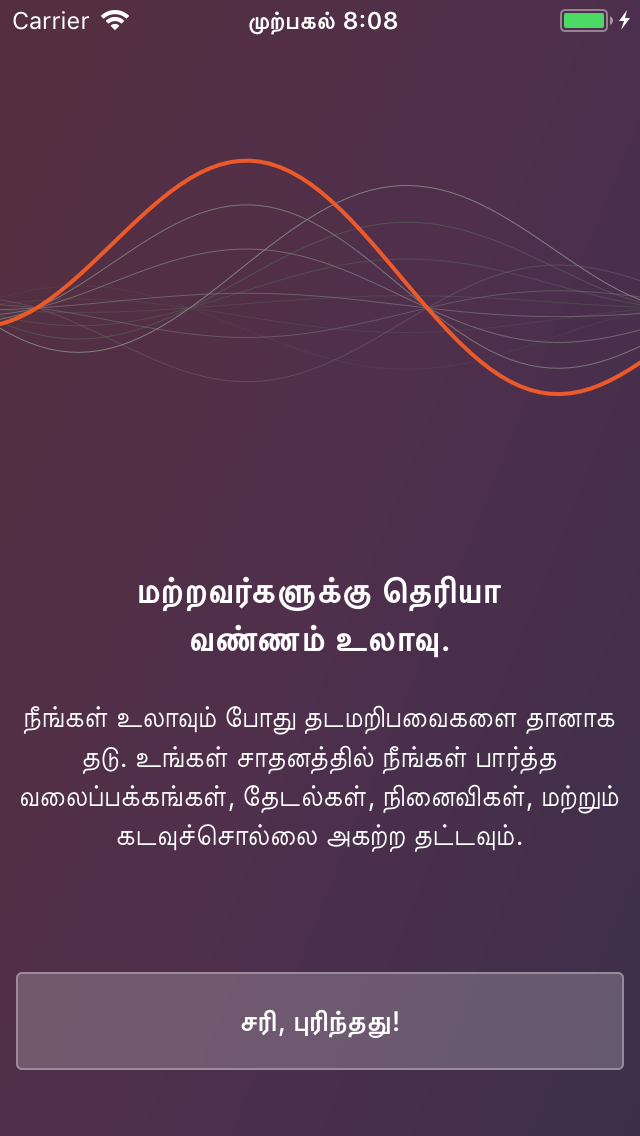 Carrier முற்பகல் 8:08
மற்றவர்களுக்கு தெரியா
வண்ணம் உலாவு.
நீங்கள் உலாவும் போது தடமறிபவைகளை தானாக
தடு. உங்கள் சாதனத்தில் நீங்கள் பார்த்த
வலைப்பக்கங்கள், தேடல்கள், நினைவிகள், மற்றும்
கடவுச்சொல்லை அகற்ற தட்டவும்.
சரி, புரிந்தது!